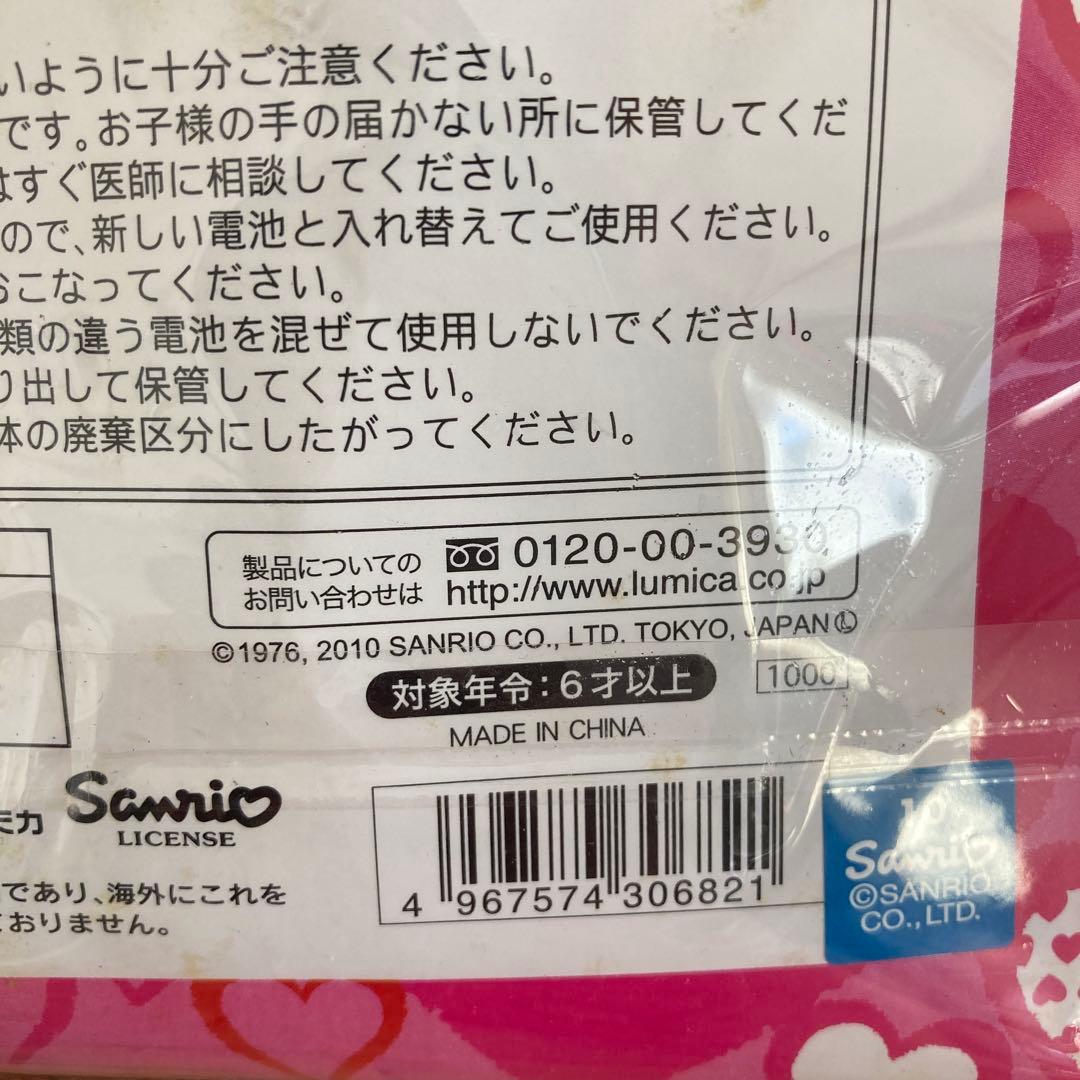 いように十分ご注意ください。
です。お子様の手の届かない所に保管してくだ
はすぐ医師に相談してください。
ので、新しい電池と入れ替えてご使用ください。
おこなってください。
類の違う電池を混ぜて使用しないでください。
り出して保管してください。
体の廃棄区分にしたがってください。
製品についての
お問い合わせは
0120-00-3930
http://www.lumica.co.jp
©1976, 2010 SANRIO CO., LTD. TOKYO, JAPAN Ⓛ
対象年令：6才以上
1000
MADE IN CHINA
ミカ
Sanrio
LICENSE
であり、海外にこれを
ておりません。
4 967574 306821
10
Sanrio
©SANRIO
CO., LTD.